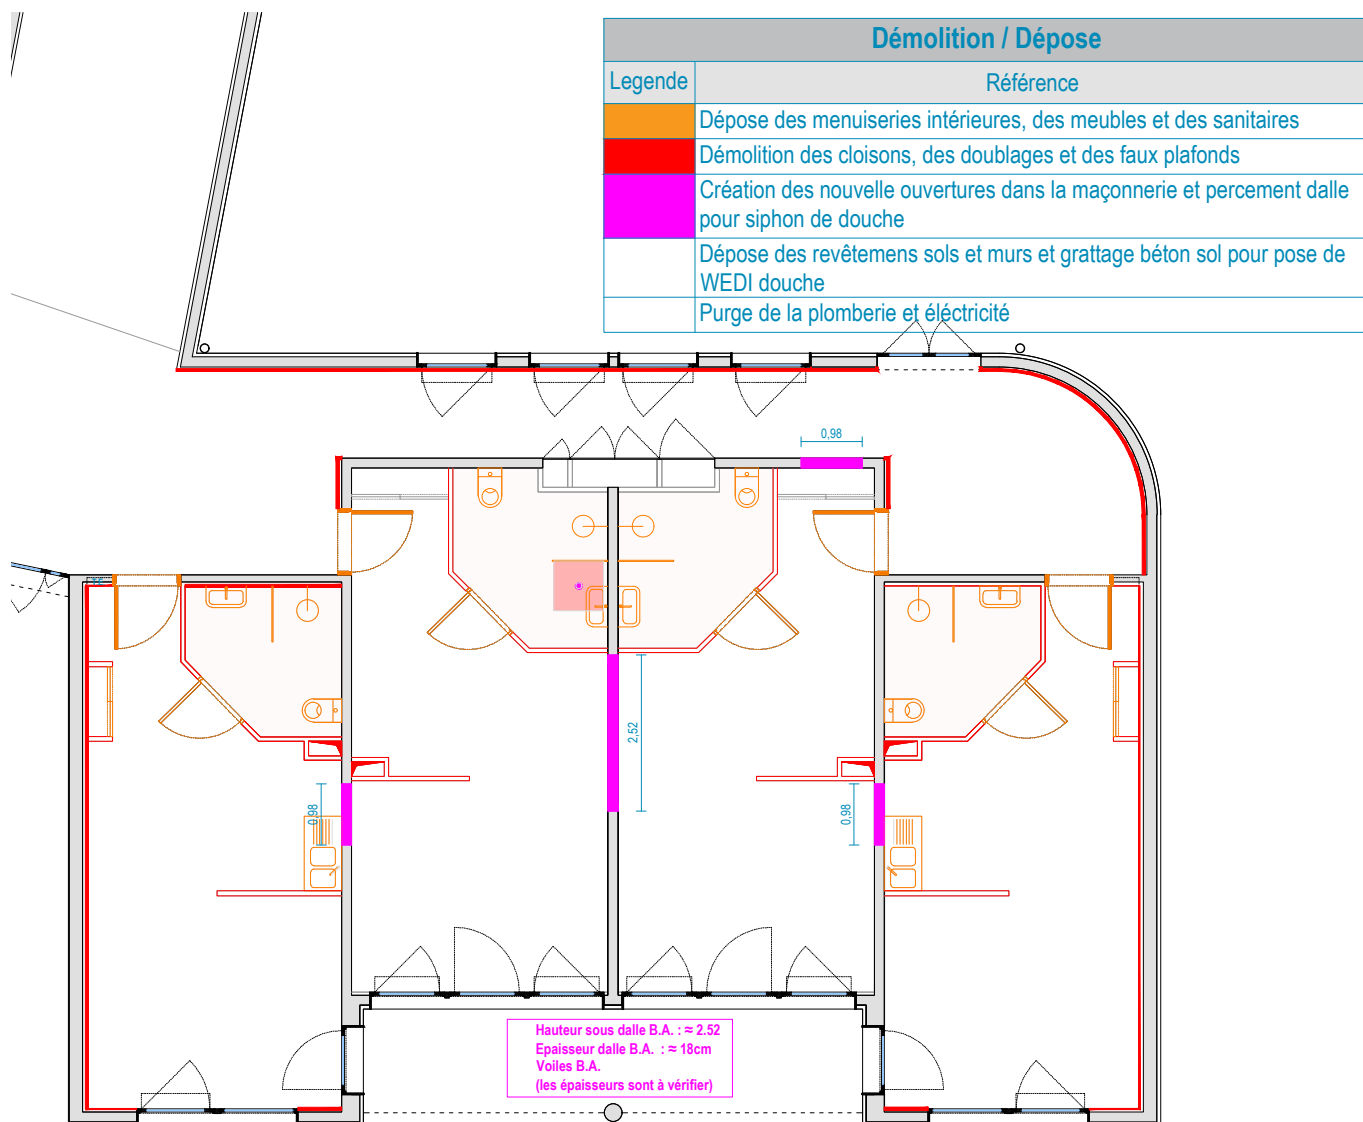 Démolition / Dépose
Legende
Référence
Dépose des menuiseries intérieures, des meubles et des sanitaires
Démolition des cloisons, des doublages et des faux plafonds
Création des nouvelle ouvertures dans la maçonnerie et percement dalle
pour siphon de douche
Dépose des revêtemens sols et murs et grattage béton sol pour pose de
WEDI douche
Purge de la plomberie et éléctricité
0,98
2,52
0,98
0,98
Hauteur sous dalle B.A. : ≈ 2.52
Epaisseur dalle B.A. : ≈ 18cm
Voiles B.A.
(les épaisseurs sont à vérifier)